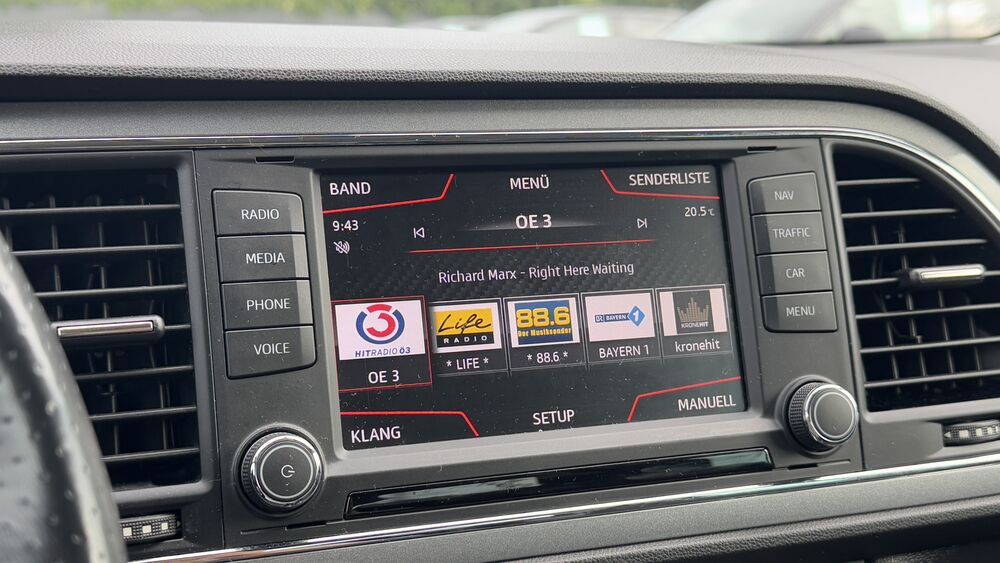 RADIO
MEDIA
PHONE
VOICE
BAND
MENÜ
SENDERLISTE
9:43
OE 3
20.5 °C
Richard Marx - Right Here Waiting
3
HITRADIO Ö3
OE 3
Life
RADIO
* LIFE *
88.6
Der Musiksender
* 88.6 *
BR BAYERN 1
BAYERN 1
KRONEHIT
kronehit
KLANG
SETUP
MANUELL
NAV
TRAFFIC
CAR
MENU